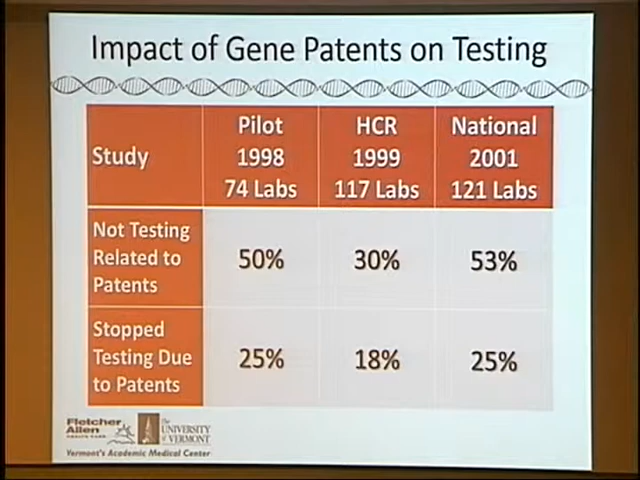 Impact of Gene Patents on Testing
Study
Pilot
1998
74 Labs
HCR
1999
117 Labs
National
2001
121 Labs
Not Testing
Related to
Patents
50%
30%
53%
Stopped
Testing Due
to Patents
25%
18%
25%
Fletcher
Allen
HEALTH CARE
The
UNIVERSITY
of VERMONT
Vermont's Academic Medical Center